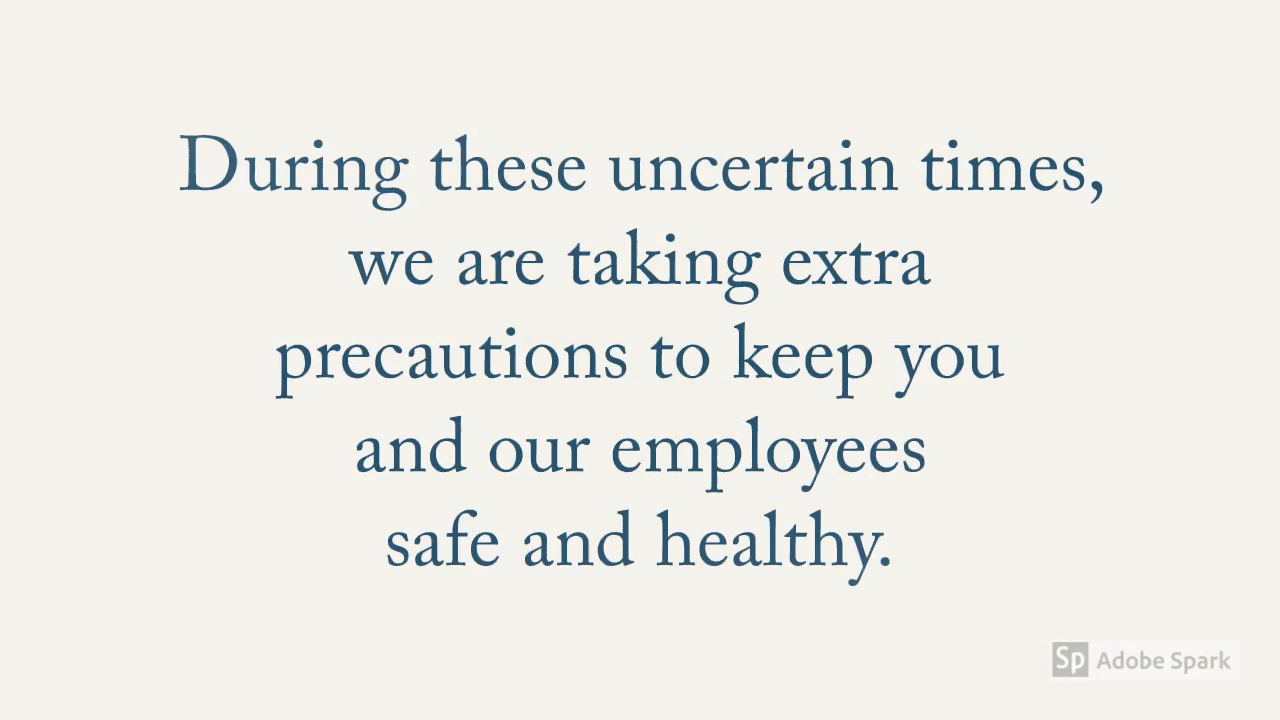 During these uncertain times,
we are taking extra
precautions to keep you
and our employees
safe and healthy.
Sp Adobe Spark